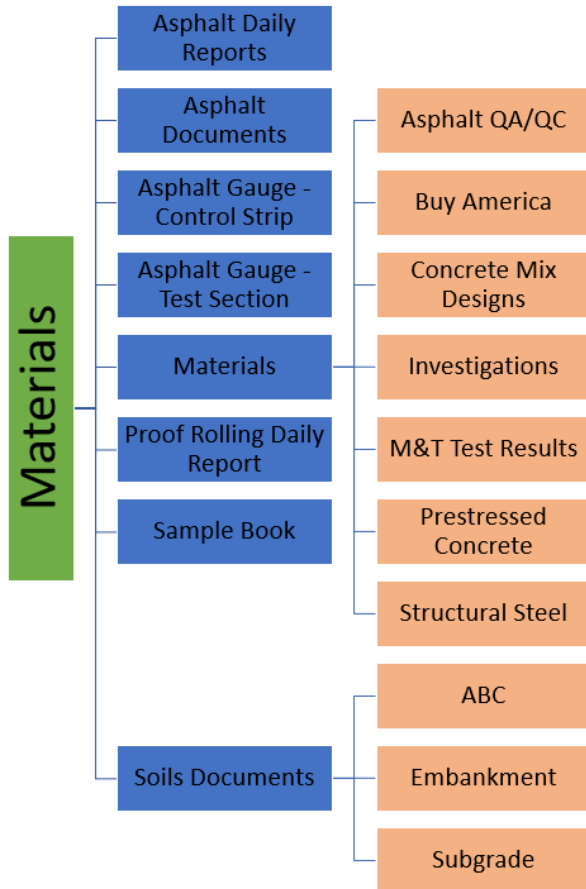 Materials
Asphalt Daily
Reports
Asphalt
Documents
Asphalt Gauge -
Control Strip
Asphalt Gauge -
Test Section
Materials
Proof Rolling Daily
Report
Sample Book
Soils Documents
Asphalt QA/QC
Buy America
Concrete Mix
Designs
Investigations
M&T Test Results
Prestressed
Concrete
Structural Steel
ABC
Embankment
Subgrade